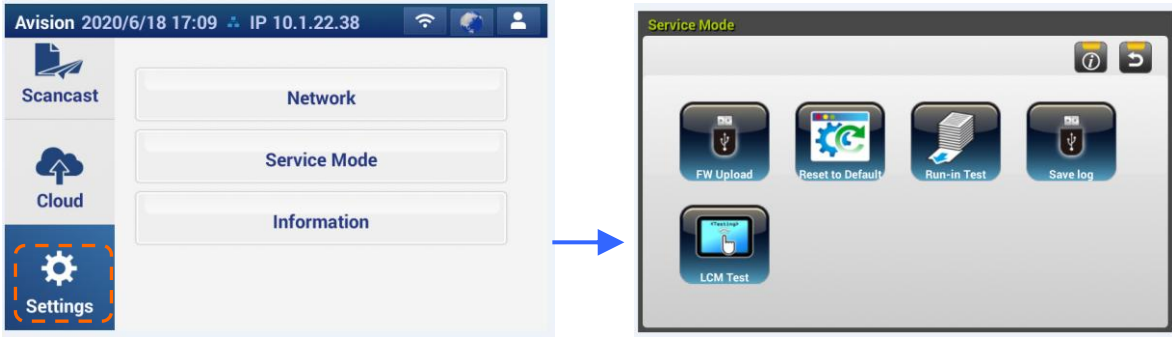 Avision 2020/6/18 17:09 IP 10.1.22.38
Scancast
Cloud
Settings
Network
Service Mode
Information
Service Mode
FW Upload
Reset to Default
Run-in Test
Save log
<Testing>
LCM Test